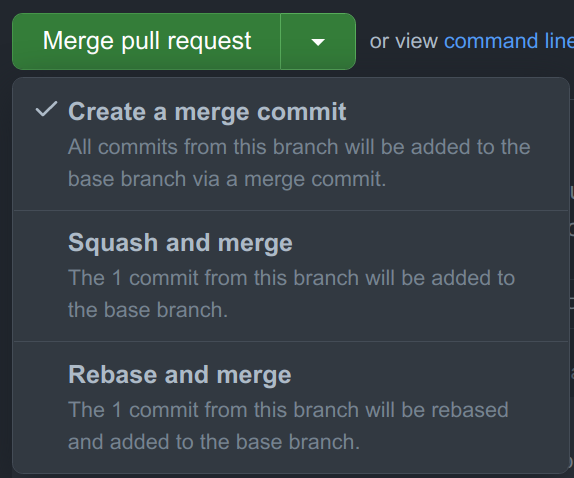 Merge pull request or view command line
Create a merge commit
All commits from this branch will be added to the
base branch via a merge commit.
Squash and merge
The 1 commit from this branch will be added to
the base branch.
Rebase and merge
The 1 commit from this branch will be rebased
and added to the base branch.